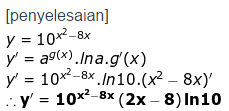 [penyelesaian]
y = 10^{x²−8x}
y′ = a^{g(x)}.lna.g′(x)
y′ = 10^{x²−8x}.ln10.(x² − 8x)′
∴y′ = 10^{x²−8x} (2x − 8) ln10